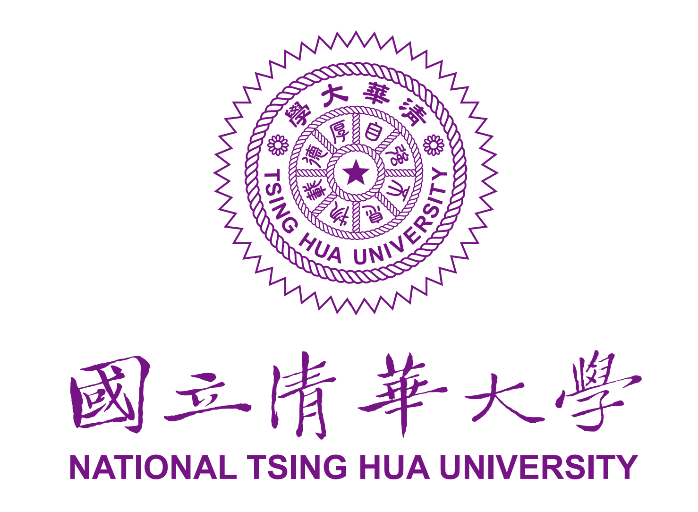 學大華清
自強不息
厚德載物
TSING HUA UNIVERSITY
國立清華大學
NATIONAL TSING HUA UNIVERSITY